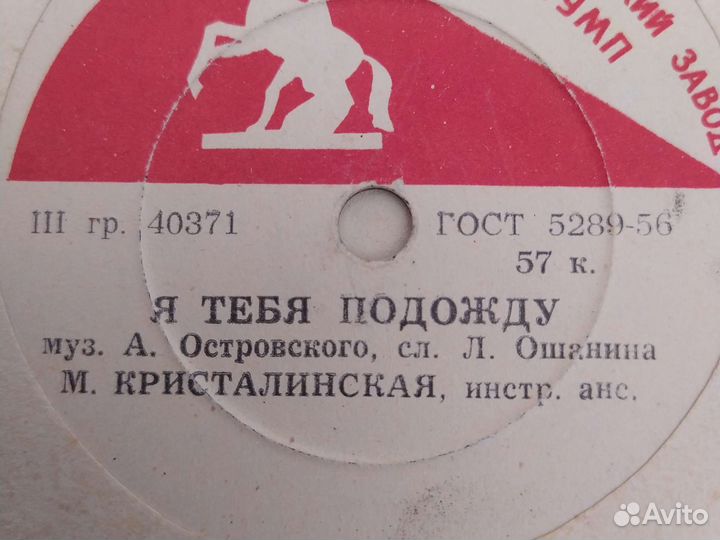 КИЙ ЗАВОД
УМП
III гр. 40371
ГОСТ 5289-56
57 к.
Я ТЕБЯ ПОДОЖДУ
муз. А. Островского, сл. Л. Ошанина
М. КРИСТАЛИНСКАЯ, инстр. анс.
Avito